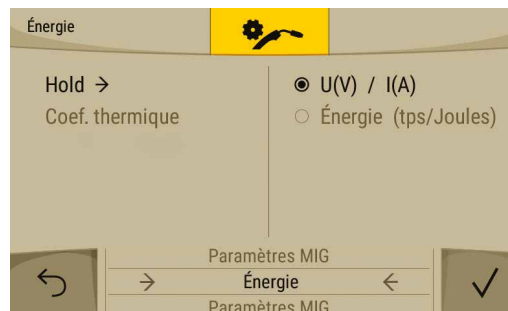 Énergie
Hold →
Coef. thermique
U(V) / I(A)
Énergie (tps/Joules)
Paramètres MIG
→ Énergie ←
Paramètres MIG